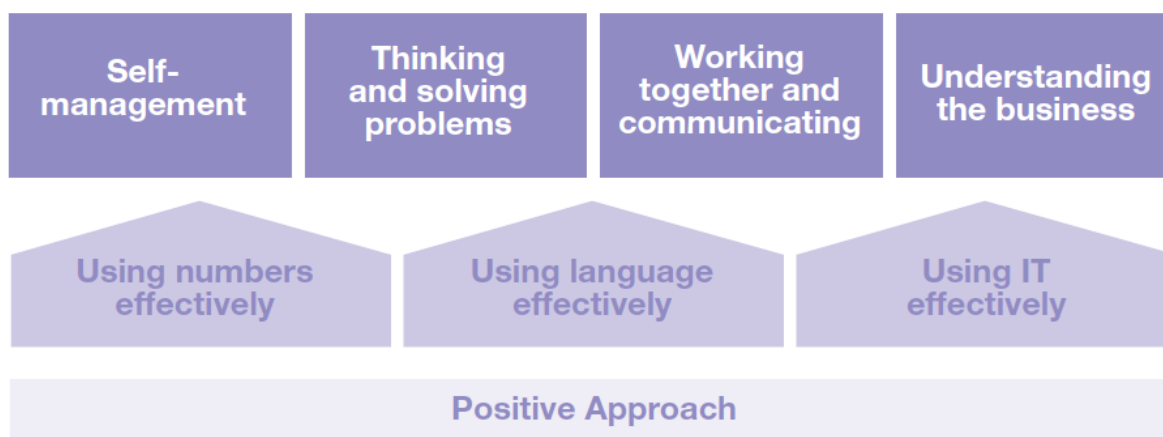 Self-
management
Thinking
and solving
problems
Working
together and
communicating
Understanding
the business
Using numbers
effectively
Using language
effectively
Using IT
effectively
Positive Approach